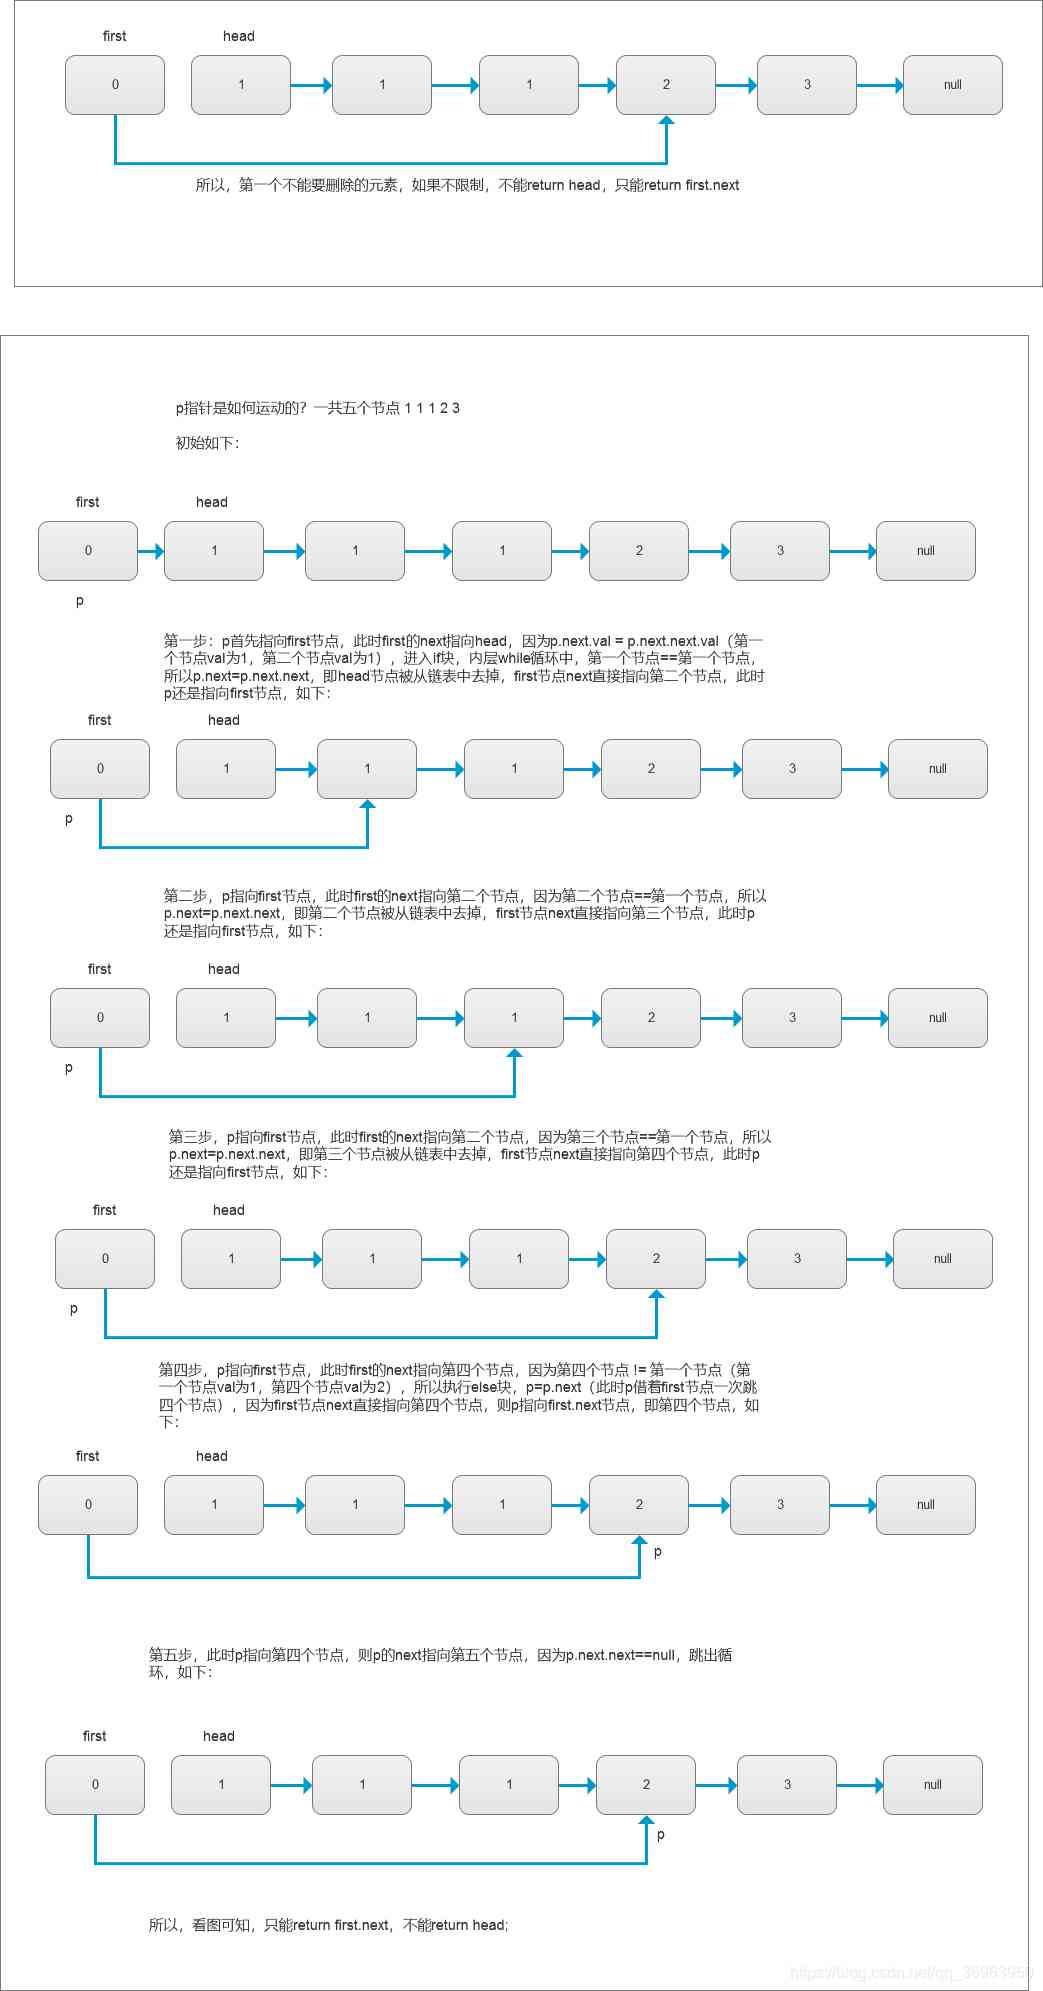 first head
0 1 1 1 2 3 null
所以，第一个不能要删除的元素，如果不限制，不能return head，只能return first.next
p指针是如何运动的？一共五个节点 1 1 1 2 3
初始如下：
first head
0 1 1 1 2 3 null
p
第一步：p首先指向first节点，此时first的next指向head，因为p.next.val = p.next.next.val（第一
个节点val为1，第二个节点val为1），进入if块，内层while循环中，第一个节点==第一个节点，
所以p.next=p.next.next，即head节点被从链表中去掉，first节点next直接指向第二个节点，此时
p还是指向first节点，如下：
first head
0 1 1 1 2 3 null
p
第二步，p指向first节点，此时first的next指向第二个节点，因为第二个节点==第一个节点，所以
p.next=p.next.next，即第二个节点被从链表中去掉，first节点next直接指向第三个节点，此时p
还是指向first节点，如下：
first head
0 1 1 1 2 3 null
p
第三步，p指向first节点，此时first的next指向第二个节点，因为第三个节点==第一个节点，所以
p.next=p.next.next，即第三个节点被从链表中去掉，first节点next直接指向第四个节点，此时p
还是指向first节点，如下：
first head
0 1 1 1 2 3 null
p
第四步，p指向first节点，此时first的next指向第四个节点，因为第四个节点 != 第一个节点（第
一个节点val为1，第四个节点val为2），所以执行else块，p=p.next（此时p借着first节点一次跳
四个节点），因为first节点next直接指向第四个节点，则p指向first.next节点，即第四个节点，如
下：
first head
0 1 1 1 2 3 null
p
第五步，此时p指向第四个节点，则p的next指向第五个节点，因为p.next.next==null，跳出循
环，如下：
first head
0 1 1 1 2 3 null
p
所以，看图可知，只能return first.next，不能return head;
https://blog.csdn.net/qq_36963950